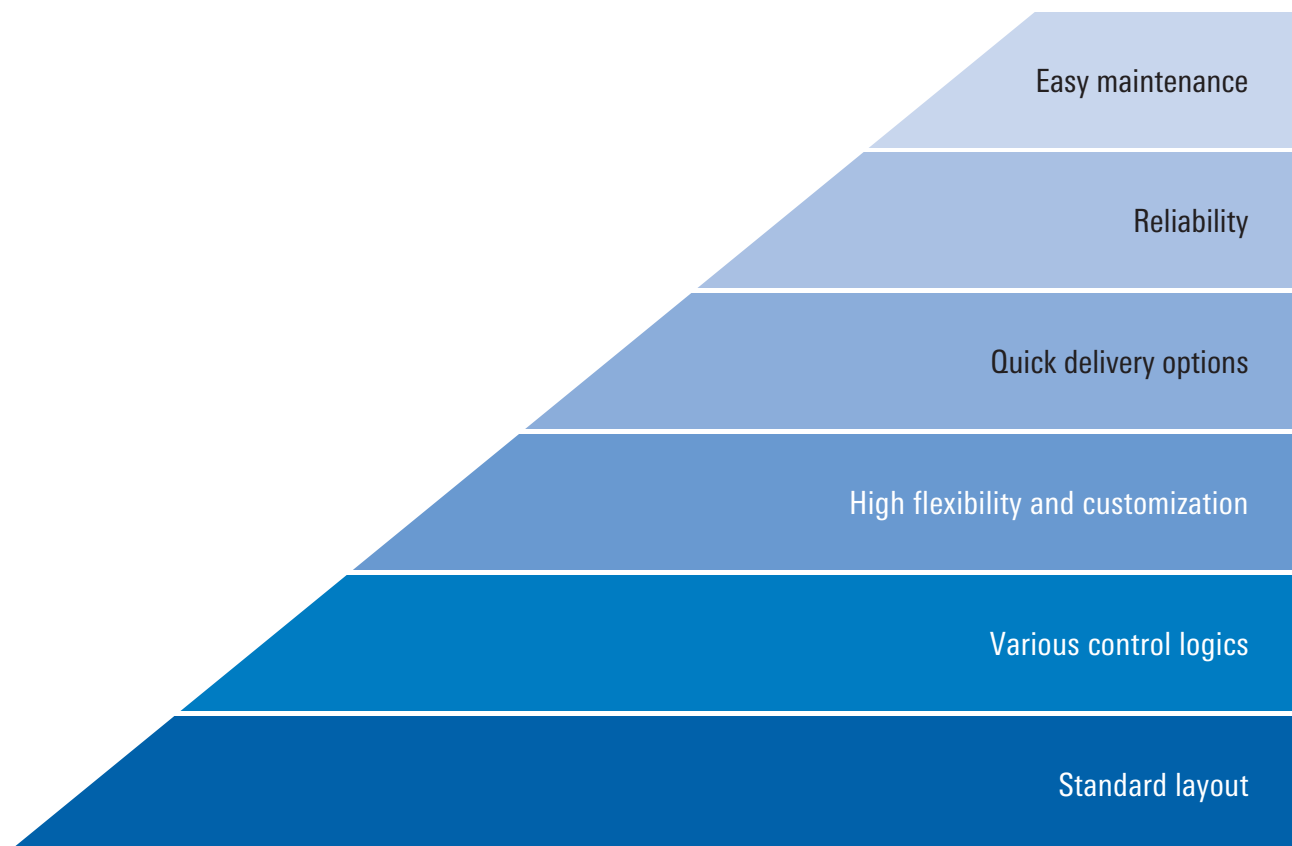 Easy maintenance
Reliability
Quick delivery options
High flexibility and customization
Various control logics
Standard layout